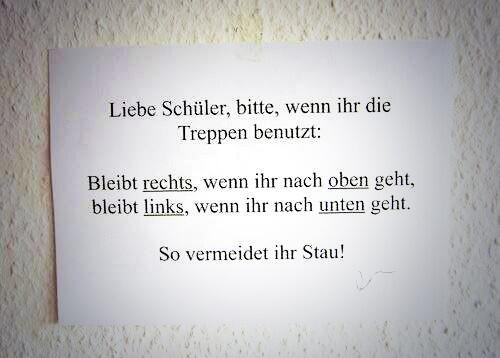 Liebe Schüler, bitte, wenn ihr die
Treppen benutzt:
Bleibt rechts, wenn ihr nach oben geht,
bleibt links, wenn ihr nach unten geht.
So vermeidet ihr Stau!